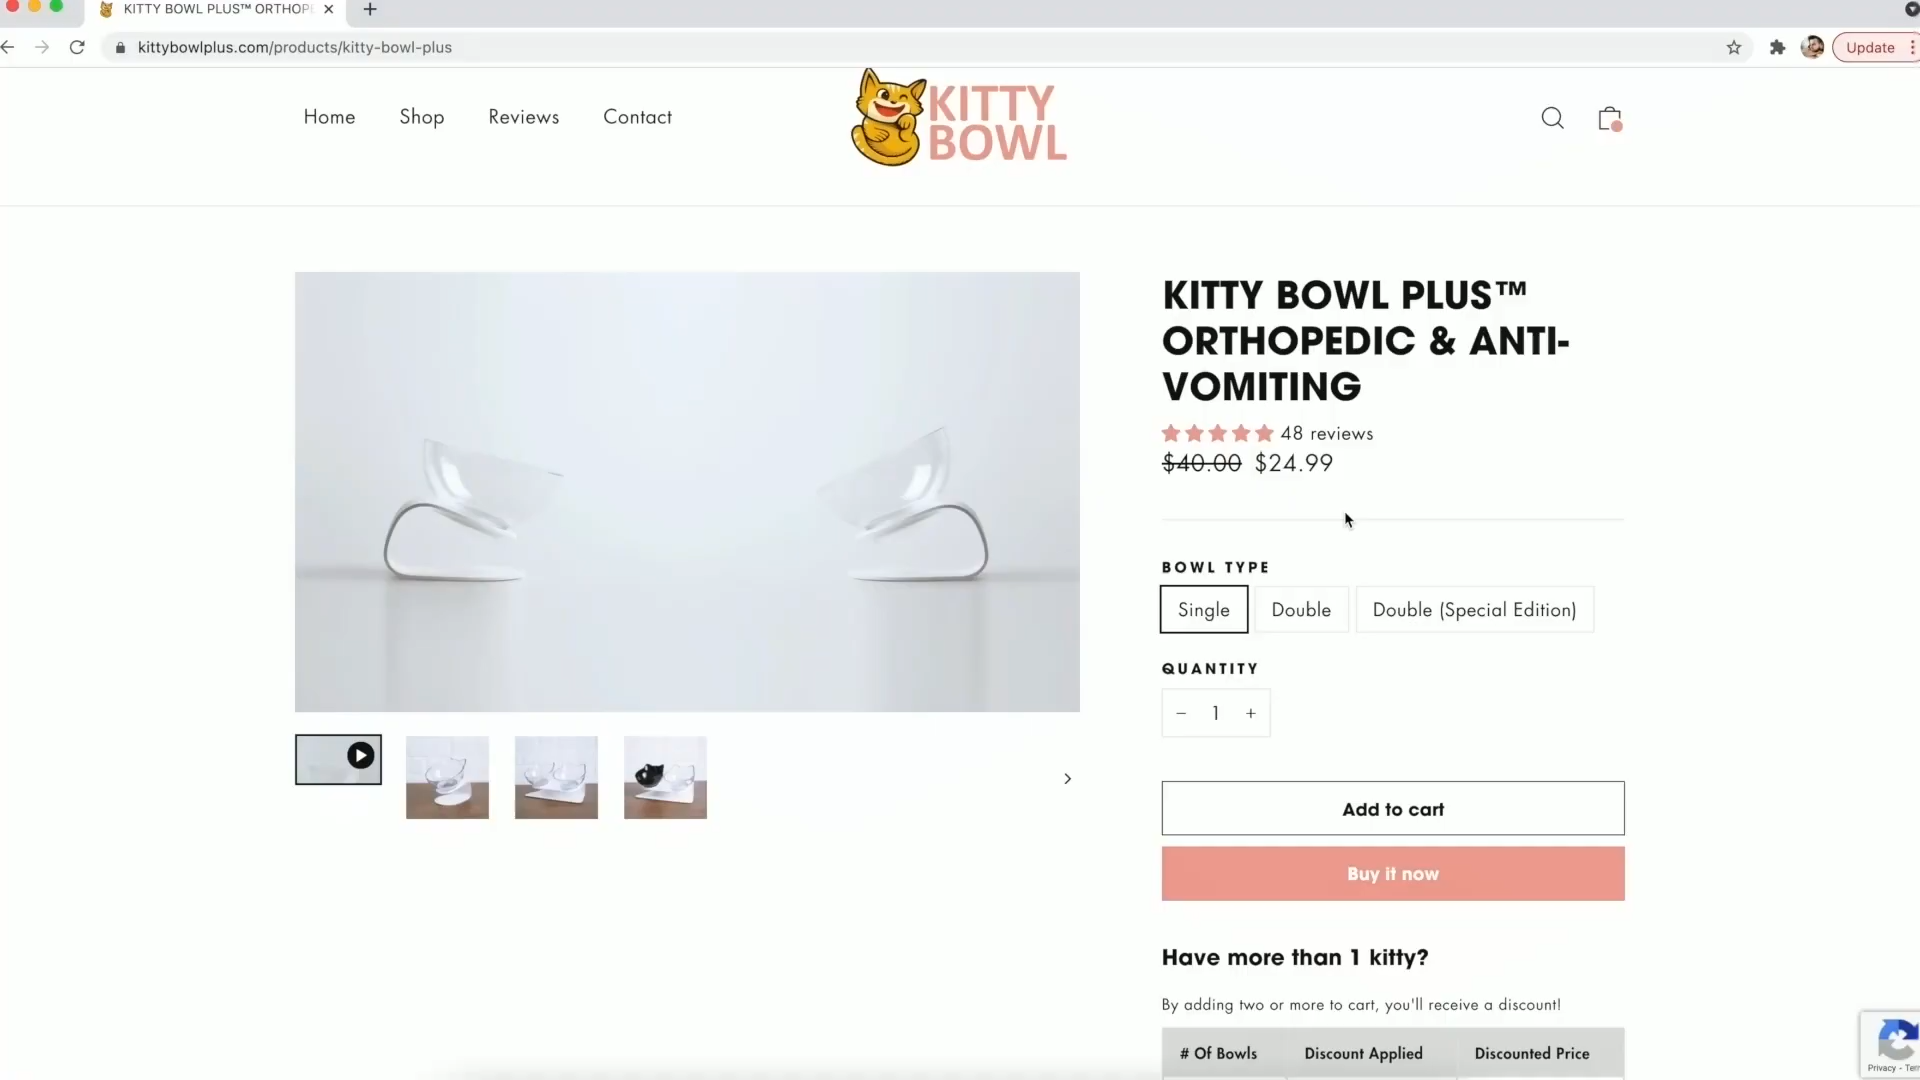 KITTY BOWL PLUS™ ORTHOP
kittybowlplus.com/products/kitty-bowl-plus
Update
Home
Shop
Reviews
Contact
KITTY
BOWL
KITTY BOWL PLUS™
ORTHOPEDIC & ANTI-
VOMITING
48 reviews
$40.00 $24.99
BOWL TYPE
Single
Double
Double (Special Edition)
QUANTITY
− 1 +
Add to cart
Buy it now
Have more than 1 kitty?
By adding two or more to cart, you'll receive a discount!
# Of Bowls
Discount Applied
Discounted Price
Privacy -